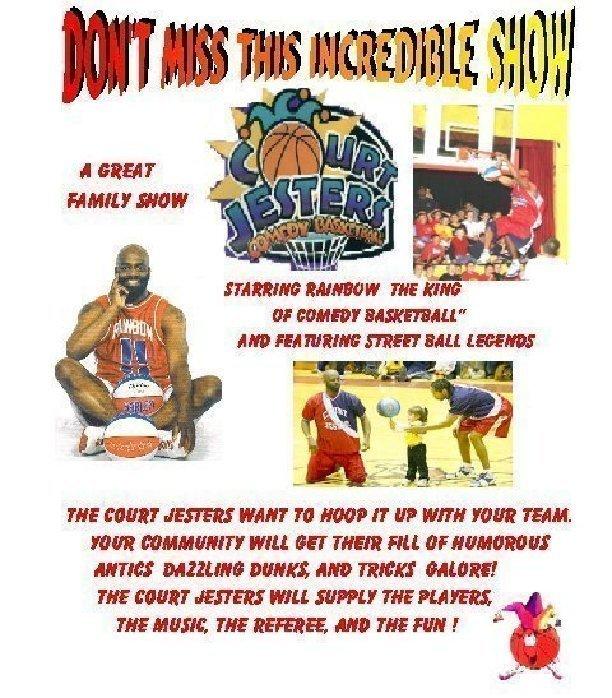 DON'T MISS THIS INCREDIBLE SHOW
A GREAT
FAMILY SHOW
COURT
JESTERS
COMEDY BASKETBALL
STARRING RAINBOW THE KING
OF COMEDY BASKETBALL"
AND FEATURING STREET BALL LEGENDS
RAINBOW
11
THE COURT JESTERS WANT TO HOOP IT UP WITH YOUR TEAM.
YOUR COMMUNITY WILL GET THEIR FILL OF HUMOROUS
ANTICS DAZZLING DUNKS, AND TRICKS GALORE!
THE COURT JESTERS WILL SUPPLY THE PLAYERS,
THE MUSIC, THE REFEREE, AND THE FUN !